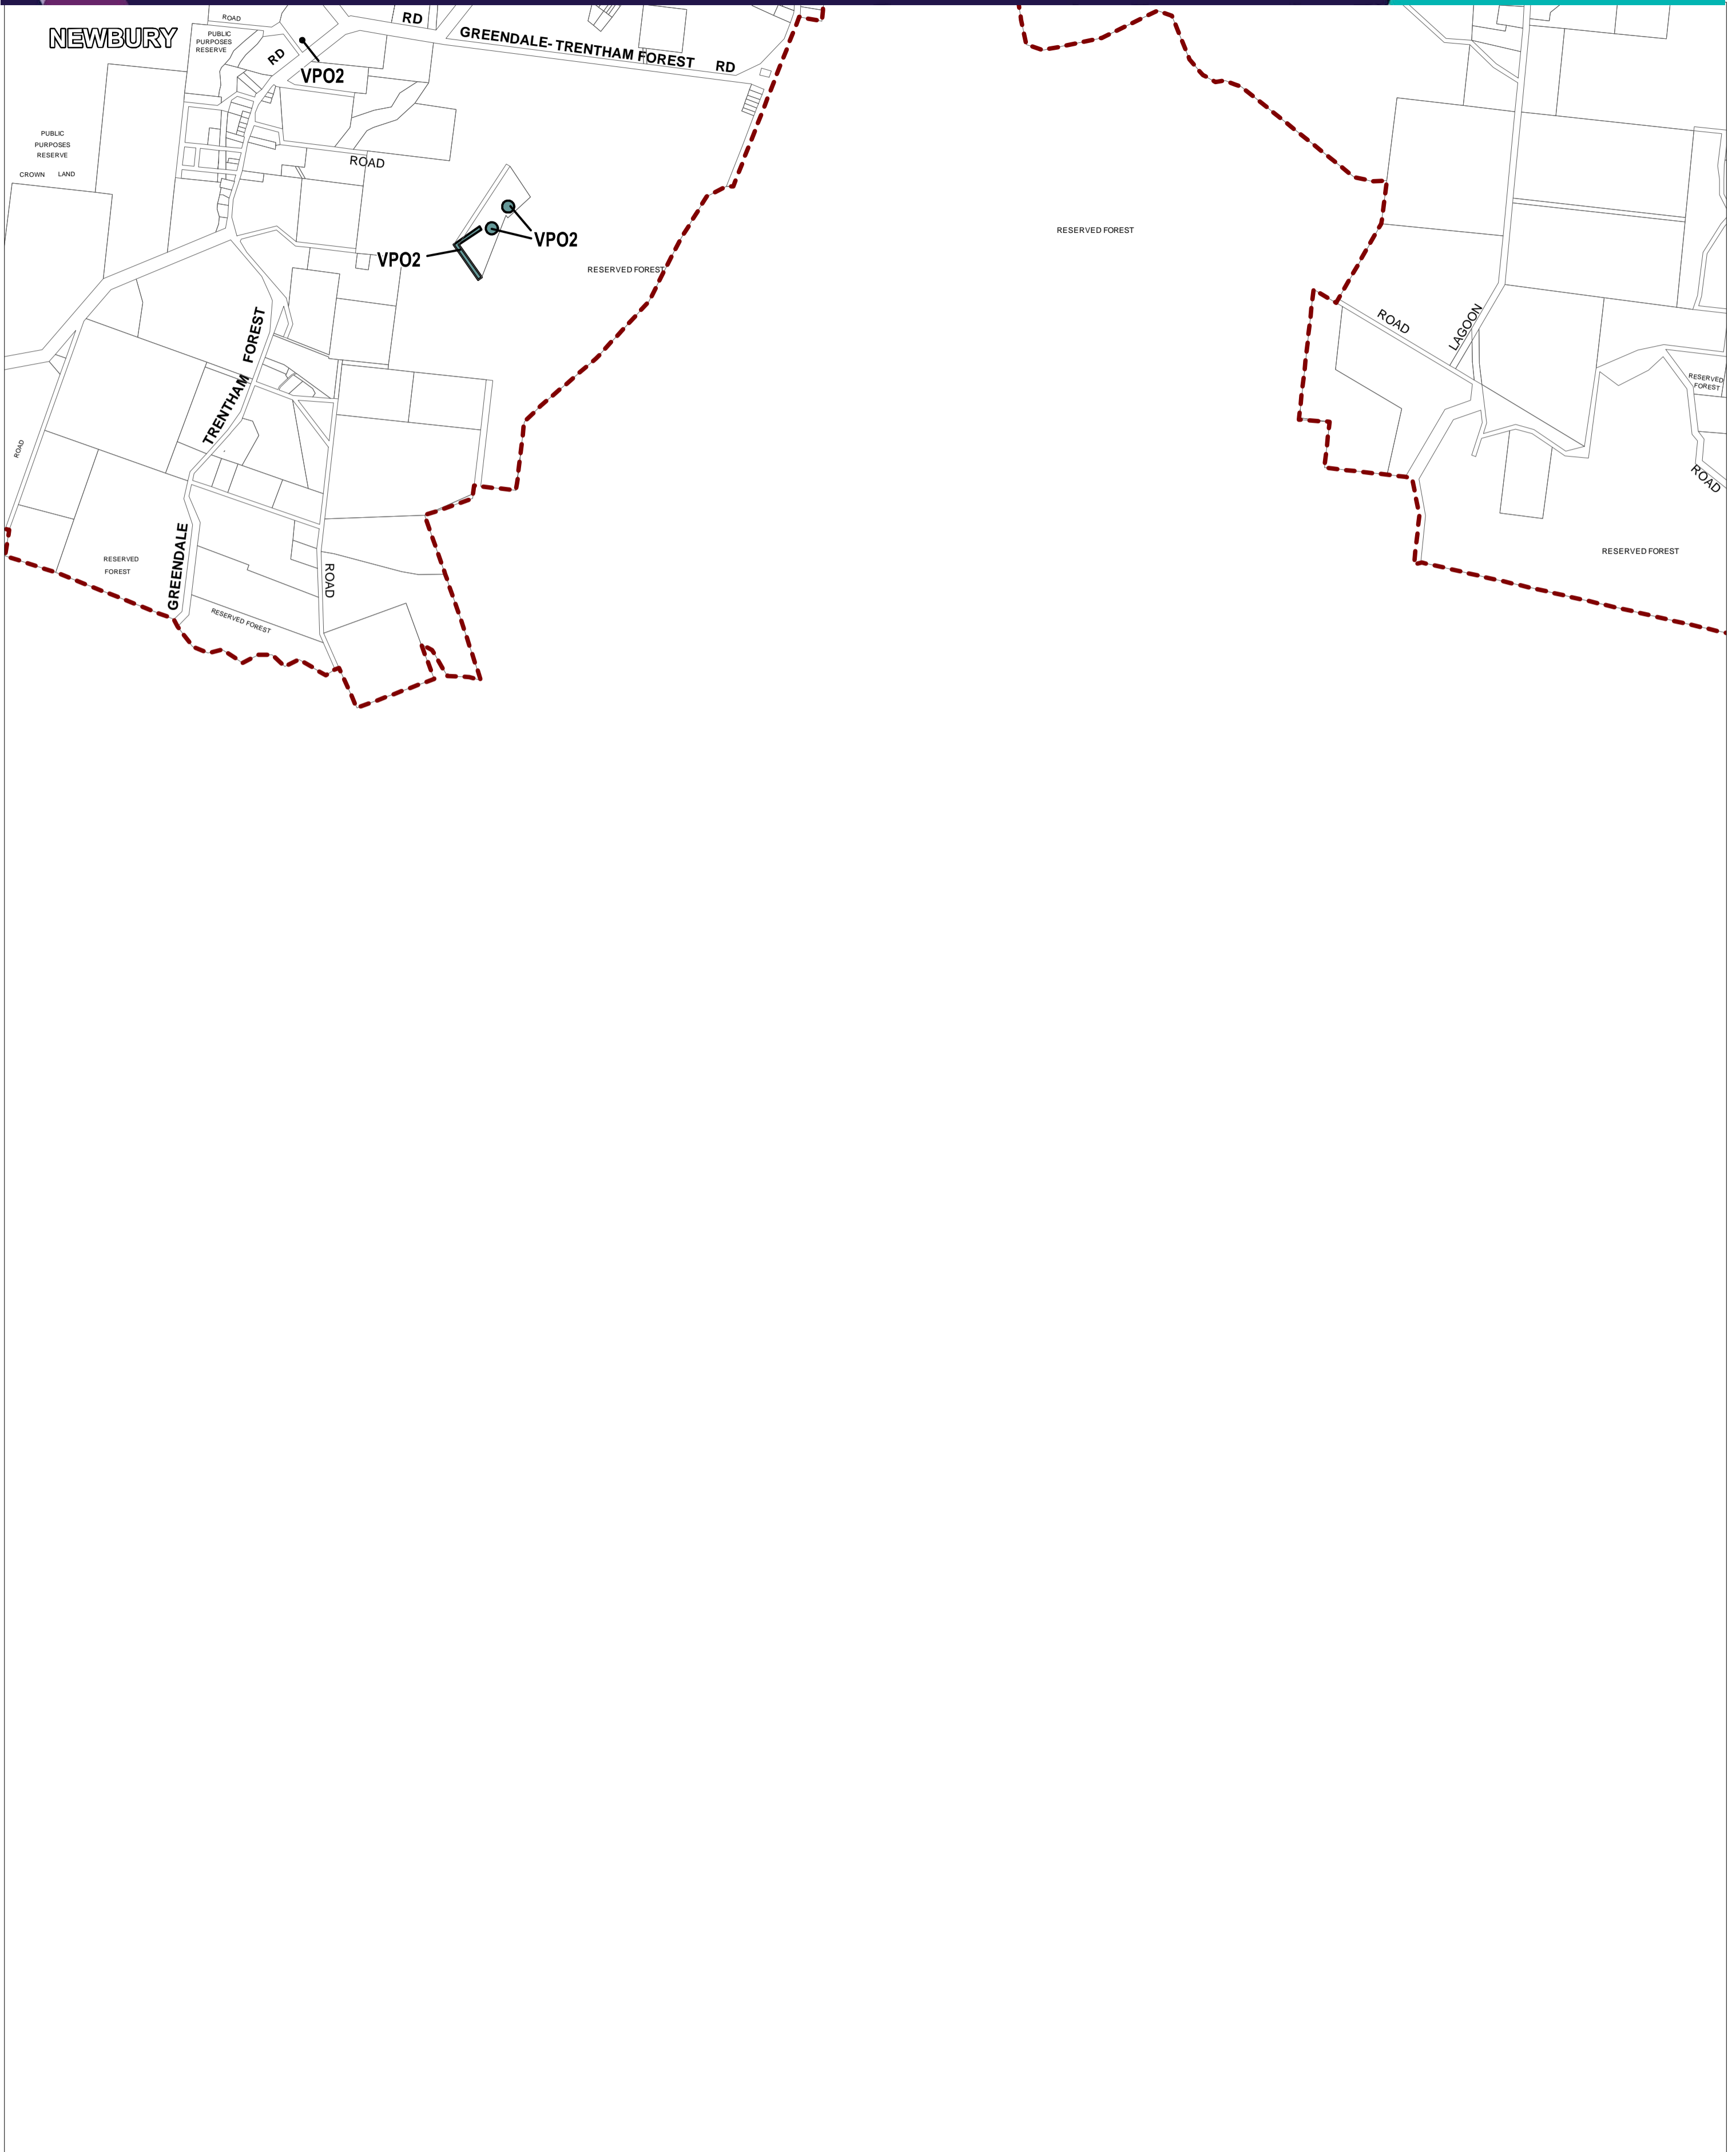 ROAD
RD
NEWBURY
PUBLIC
PURPOSES
RESERVE
GREENDALE- TRENTHAM FOREST RD
RD
VPO2
PUBLIC
PURPOSES
RESERVE
CROWN LAND
ROAD
VPO2
VPO2
RESERVED FOREST
RESERVED FOREST
ROAD
LAGOON
TRENTHAM FOREST
RESERVED
FOREST
ROAD
ROAD
GREENDALE
RESERVED
FOREST
ROAD
RESERVED FOREST
RESERVED FOREST